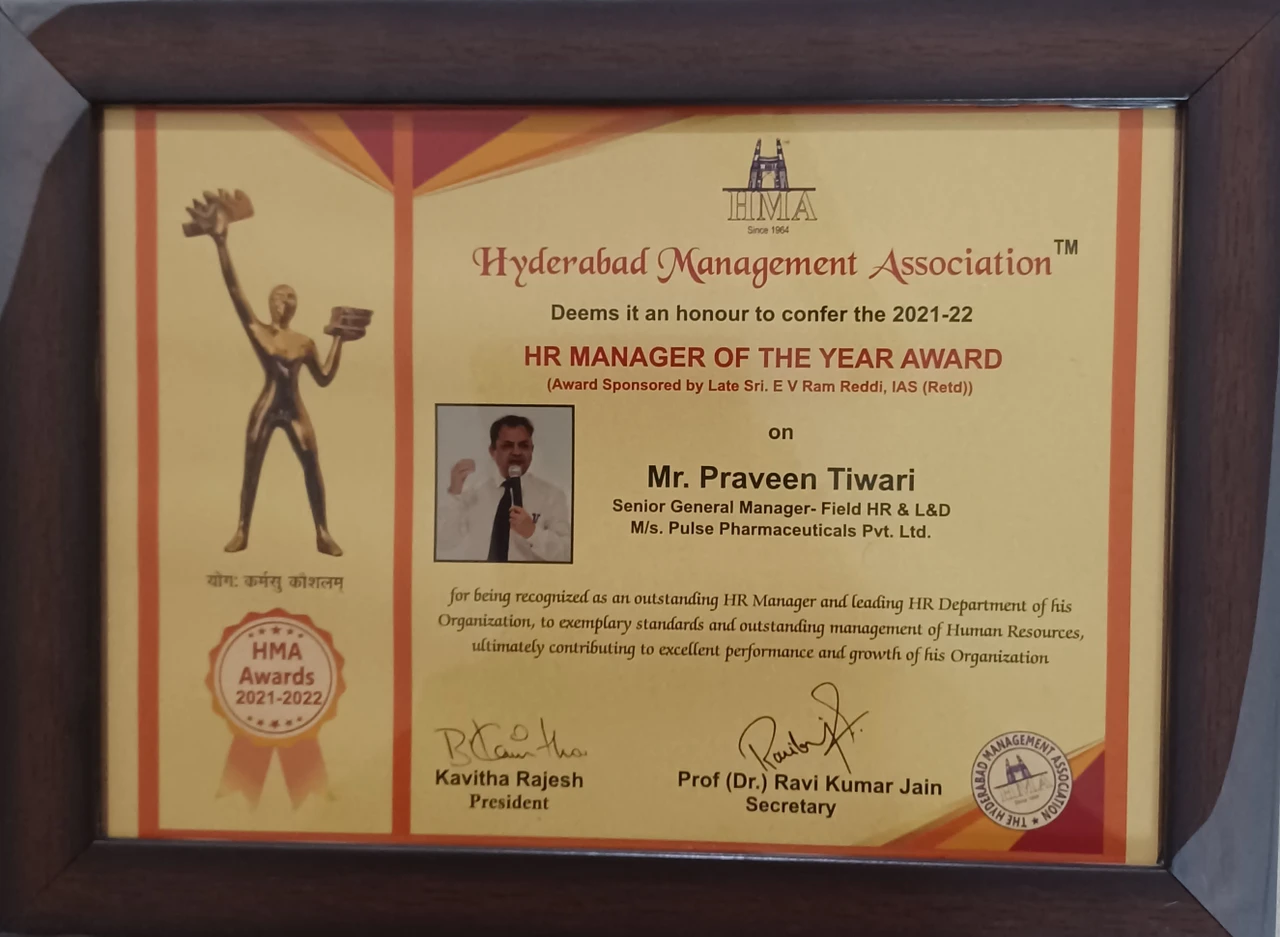 HMA
Since 1964
Hyderabad Management Association™
Deems it an honour to confer the 2021-22
HR MANAGER OF THE YEAR AWARD
(Award Sponsored by Late Sri. E V Ram Reddi, IAS (Retd))
on
Mr. Praveen Tiwari
Senior General Manager- Field HR & L&D
M/s. Pulse Pharmaceuticals Pvt. Ltd.
for being recognized as an outstanding HR Manager and leading HR Department of his
Organization, to exemplary standards and outstanding management of Human Resources,
ultimately contributing to excellent performance and growth of his Organization
योग: कर्मसु कौशलम्
HMA
Awards
2021-2022
Kavitha Rajesh
President
Prof (Dr.) Ravi Kumar Jain
Secretary
THE HYDERABAD MANAGEMENT ASSOCIATION
HMA